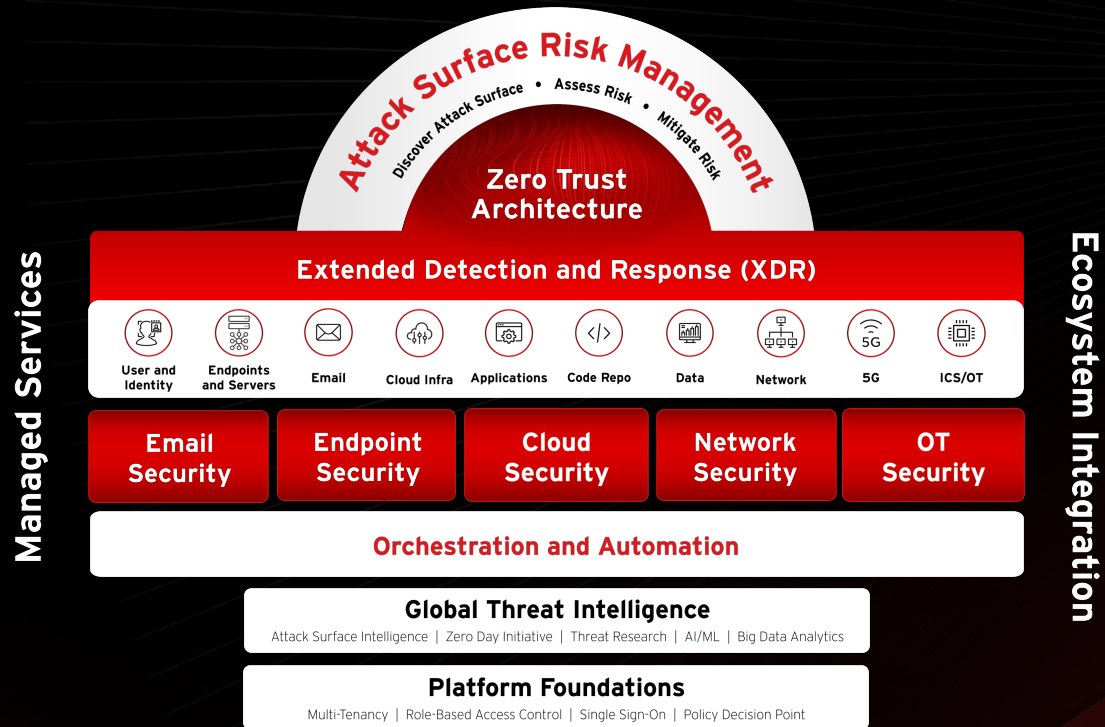 Attack Surface Risk Management
Discover Attack Surface • Assess Risk • Mitigate Risk
Zero Trust
Architecture
Managed Services
Extended Detection and Response (XDR)
User and
Identity
Endpoints
and Servers
Email
Cloud Infra
Applications
Code Repo
Data
Network
5G
5G
ICS/OT
Email
Security
Endpoint
Security
Cloud
Security
Network
Security
OT
Security
Orchestration and Automation
Global Threat Intelligence
Attack Surface Intelligence | Zero Day Initiative | Threat Research | AI/ML | Big Data Analytics
Platform Foundations
Multi-Tenancy | Role-Based Access Control | Single Sign-On | Policy Decision Point
Ecosystem Integration